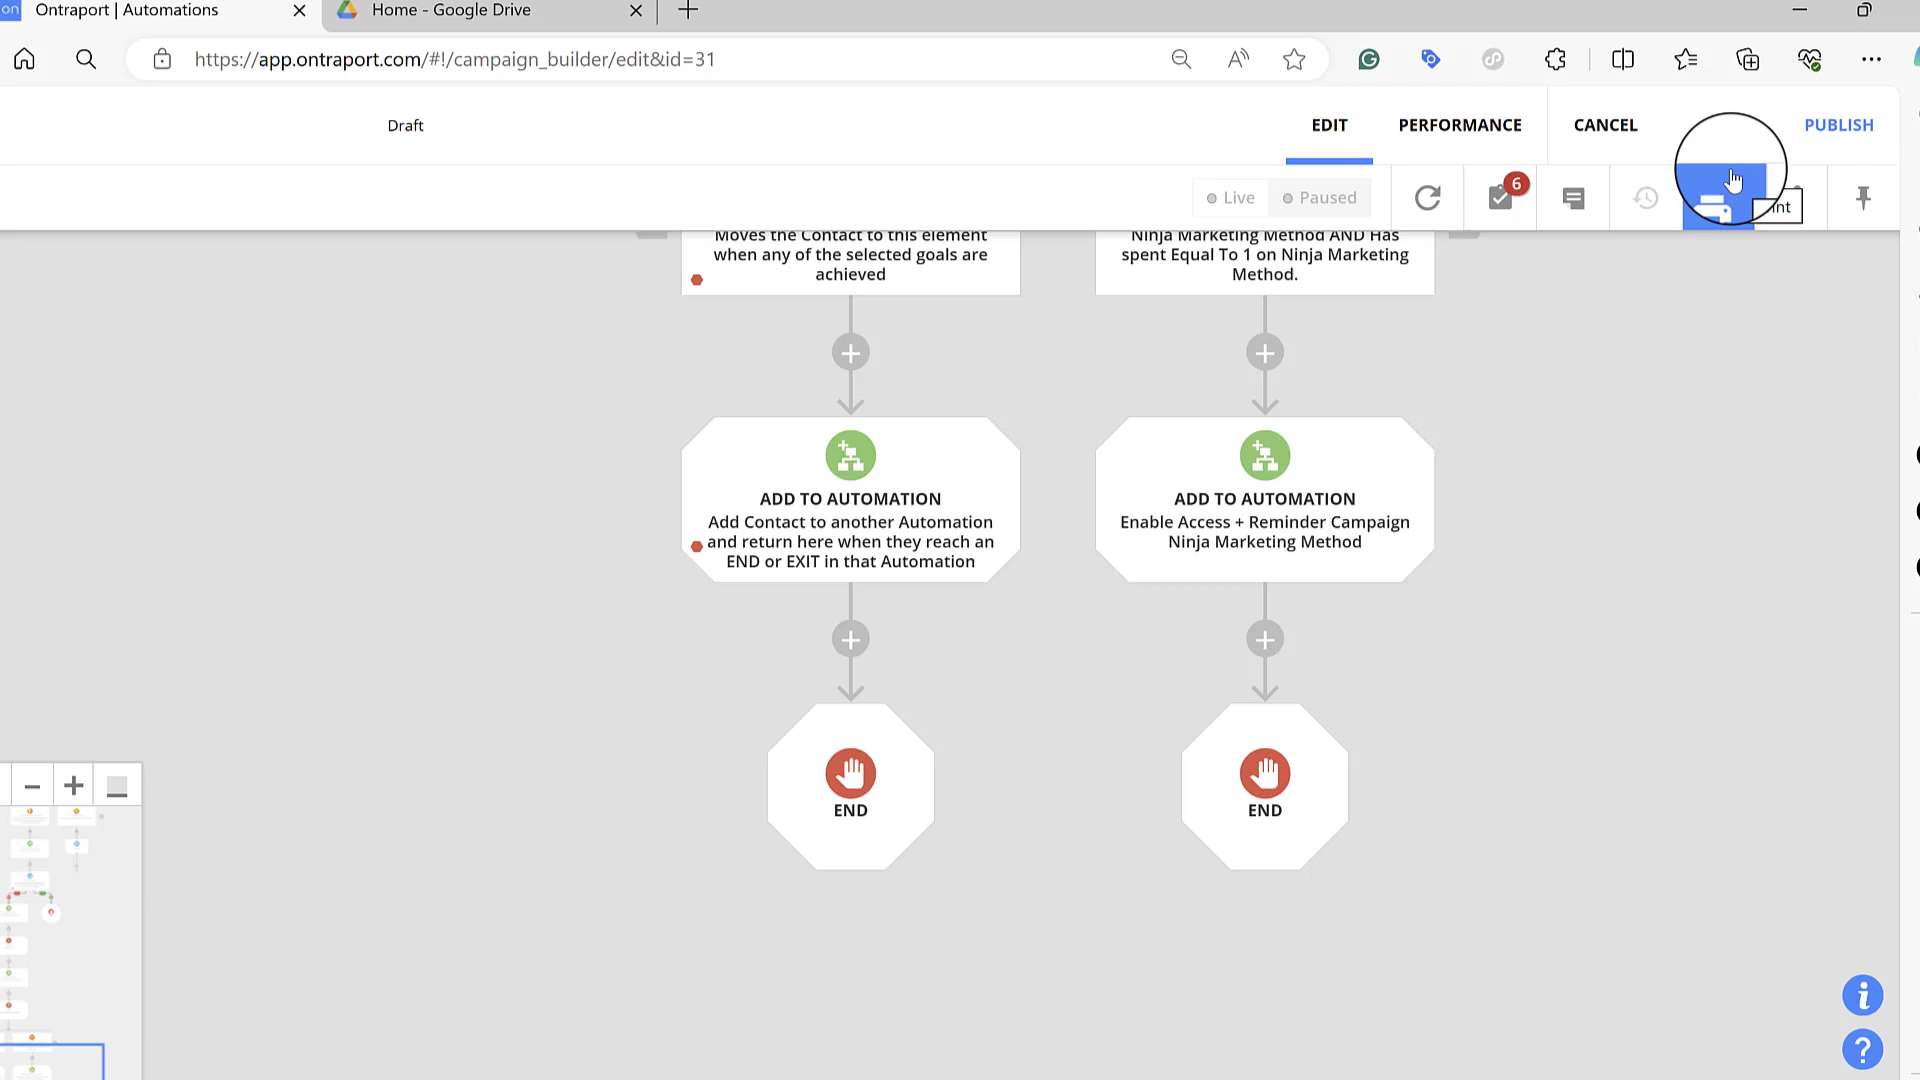 on
Ontraport | Automations
Home - Google Drive
https://app.ontraport.com/#!/campaign_builder/edit&id=31
Draft
EDIT
PERFORMANCE
CANCEL
PUBLISH
Live
Paused
6
Moves the Contact to this element
when any of the selected goals are
achieved
Ninja Marketing Method AND Has
spent Equal To 1 on Ninja Marketing
Method.
ADD TO AUTOMATION
Add Contact to another Automation
and return here when they reach an
END or EXIT in that Automation
ADD TO AUTOMATION
Enable Access + Reminder Campaign
Ninja Marketing Method
END
END